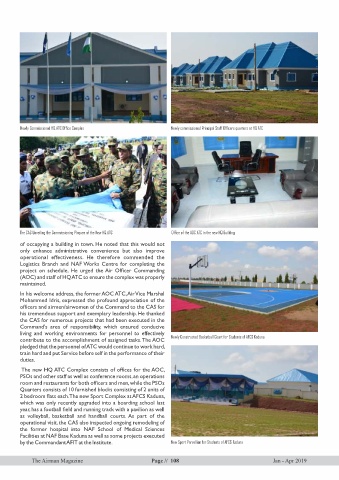 Newly Commissioned HQ ATC Office Complex
Newly commissioned Principal Staff Officers quarters at HQ ATC
The CAS Unveiling the Commissioning Plaque at the New HQ ATC
Office of the AOC ATC in the new HQ Building
of occupying a building in town. He noted that this would not
only enhance administrative convenience but also improve
operational effectiveness. He therefore commended the
Logistics Branch and NAF Works Centre for completing the
project on schedule. He urged the Air Officer Commanding
(AOC) and staff of HQ ATC to ensure the complex was properly
maintained.
In his welcome address, the former AOC ATC, Air Vice Marshal
Mohammed Idris, expressed the profound appreciation of the
officers and airmen/airwomen of the Command to the CAS for
his tremendous support and exemplary leadership. He thanked
the CAS for numerous projects that had been executed in the
Command's area of responsibility, which ensured conducive
living and working environments for personnel to effectively
contribute to the accomplishment of assigned tasks. The AOC
pledged that the personnel of ATC would continue to work hard,
train hard and put Service before self in the performance of their
duties.
Newly Constructed Basketball Court for Students of AFCS Kaduna
The new HQ ATC Complex consists of offices for the AOC,
PSOs and other staff as well as conference rooms, an operations
room and restaurants for both officers and men, while the PSOs
Quarters consists of 10 furnished blocks consisting of 2 units of
2 bedroom flats each. The new Sport Complex at AFCS Kaduna,
which was only recently upgraded into a boarding school last
year, has a football field and running track with a pavilion as well
as volleyball, basketball and handball courts. As part of the
operational visit, the CAS also inspected ongoing remodeling of
the former hospital into NAF School of Medical Sciences
Facilities at NAF Base Kaduna as well as some projects executed
by the Commandant AFIT at the Institute.
New Sport Pavilion for Students of AFCS Kaduna
The Airman Magazine Page // 108 Jan - Apr 2019